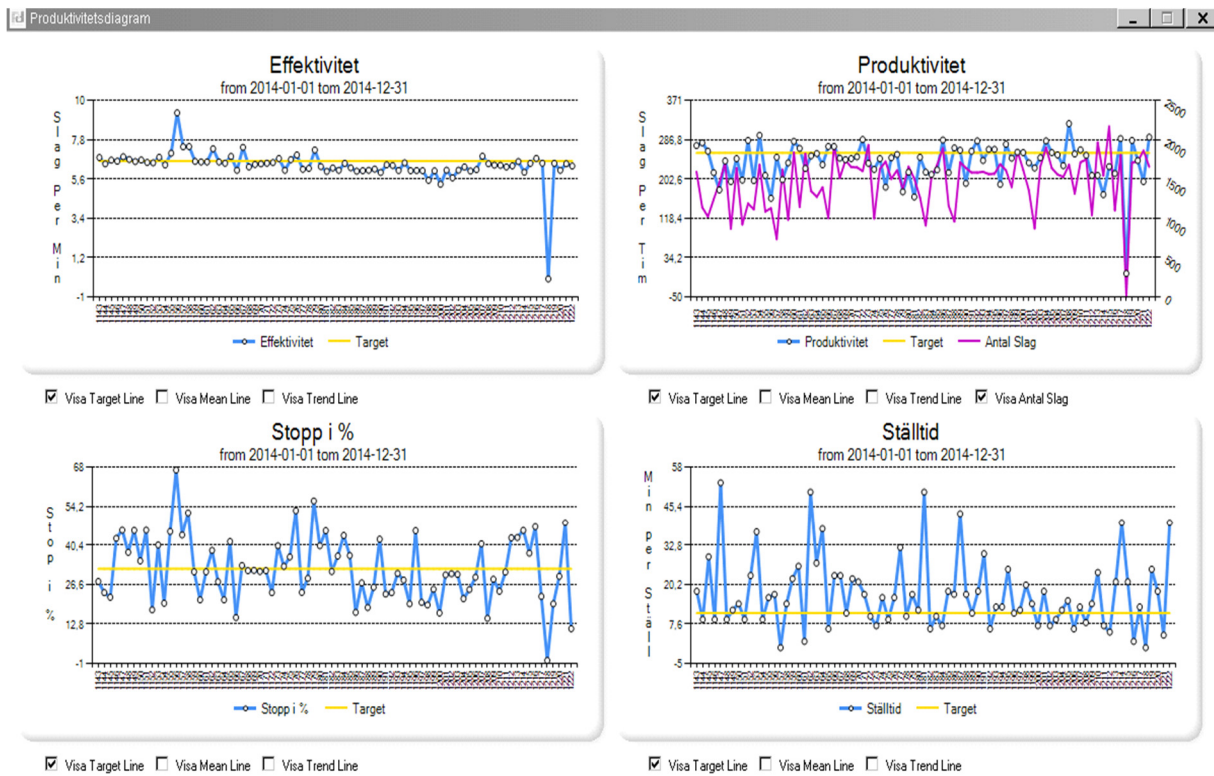 Produktivitetsdiagram
Effektivitet
from 2014-01-01 tom 2014-12-31
Slag Per Min
10
7,8
5,6
3,4
1,2
-1
Effektivitet
Target
Produktivitet
from 2014-01-01 tom 2014-12-31
Slag Per Tim
371
286,8
202,6
118,4
34,2
-50
2500
2000
1500
1000
500
0
Produktivitet
Target
Antal Slag
Visa Target Line Visa Mean Line Visa Trend Line
Visa Target Line Visa Mean Line Visa Trend Line Visa Antal Slag
Stopp i %
from 2014-01-01 tom 2014-12-31
Stopp i %
68
54,2
40,4
26,6
12,8
-1
Stopp i %
Target
Ställtid
from 2014-01-01 tom 2014-12-31
Min per Ställ
58
45,4
32,8
20,2
7,6
-5
Ställtid
Target
Visa Target Line Visa Mean Line Visa Trend Line
Visa Target Line Visa Mean Line Visa Trend Line